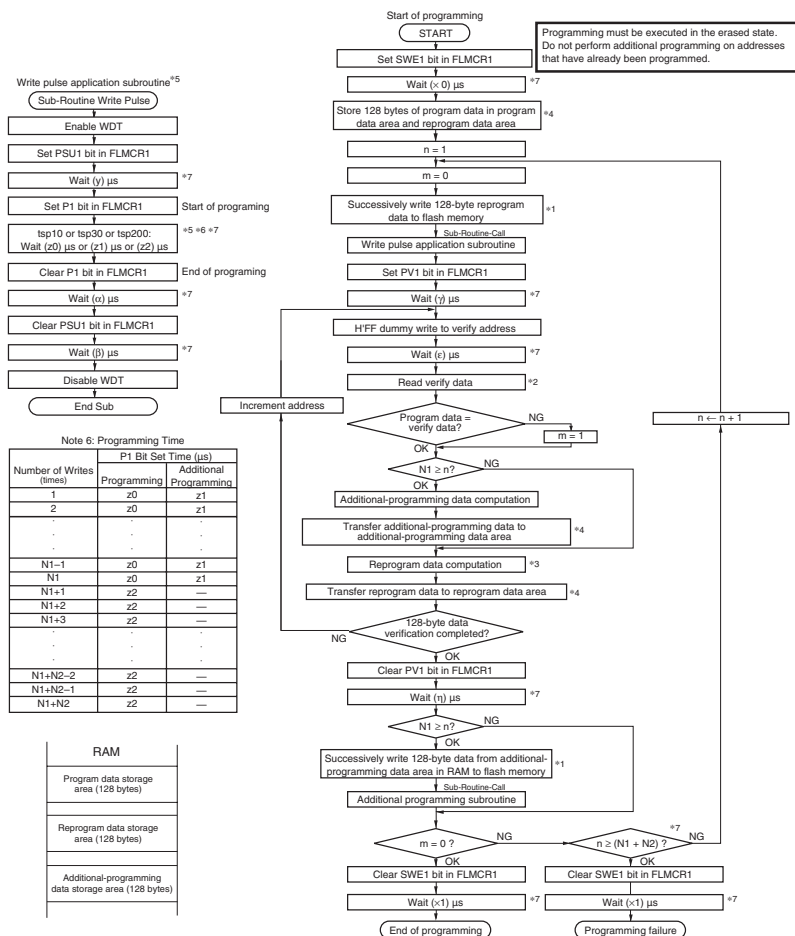 Start of programming
START
Programming must be executed in the erased state.
Do not perform additional programming on addresses
that have already been programmed.
Set SWE1 bit in FLMCR1
Wait (× 0) µs
*7
Store 128 bytes of program data in program
data area and reprogram data area
*4
n = 1
m = 0
Successively write 128-byte reprogram
data to flash memory
*1
Sub-Routine-Call
Write pulse application subroutine
Set PV1 bit in FLMCR1
Wait (γ) µs
*7
H'FF dummy write to verify address
Wait (ε) µs
*7
Read verify data
*2
Increment address
Program data =
verify data?
NG
m = 1
OK
n ← n + 1
N1 ≥ n?
NG
OK
Additional-programming data computation
Transfer additional-programming data to
additional-programming data area
*4
Reprogram data computation
*3
Transfer reprogram data to reprogram data area
*4
128-byte data
verification completed?
NG
OK
Clear PV1 bit in FLMCR1
Wait (η) µs
*7
N1 ≥ n?
NG
OK
Successively write 128-byte data from additional-
programming data area in RAM to flash memory
*1
Sub-Routine-Call
Additional programming subroutine
m = 0 ?
NG
OK
*7
n ≥ (N1 + N2) ?
NG
OK
Clear SWE1 bit in FLMCR1
Clear SWE1 bit in FLMCR1
Wait (×1) µs
*7
Wait (×1) µs
*7
End of programming
Programming failure
Write pulse application subroutine*5
Sub-Routine Write Pulse
Enable WDT
Set PSU1 bit in FLMCR1
Wait (y) µs
*7
Set P1 bit in FLMCR1
Start of programing
tsp10 or tsp30 or tsp200:
Wait (z0) µs or (z1) µs or (z2) µs
*5 *6 *7
Clear P1 bit in FLMCR1
End of programing
Wait (α) µs
*7
Clear PSU1 bit in FLMCR1
Wait (β) µs
*7
Disable WDT
End Sub
Note 6: Programming Time
Number of Writes
(times)
P1 Bit Set Time (µs)
Programming
Additional
Programming
1 z0 z1
2 z0 z1
. . .
. . .
. . .
N1–1 z0 z1
N1 z0 z1
N1+1 z2 —
N1+2 z2 —
N1+3 z2 —
. . .
. . .
. . .
N1+N2–2 z2 —
N1+N2–1 z2 —
N1+N2 z2 —
RAM
Program data storage
area (128 bytes)
Reprogram data storage
area (128 bytes)
Additional-programming
data storage area (128 bytes)